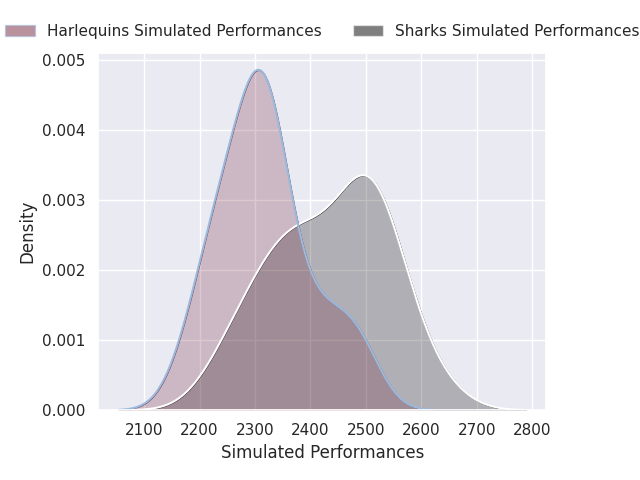 Harlequins Simulated Performances Sharks Simulated Performances
0.005
0.004
0.003
0.002
0.001
0.000
Density
2100 2200 2300 2400 2500 2600 2700 2800
Simulated Performances